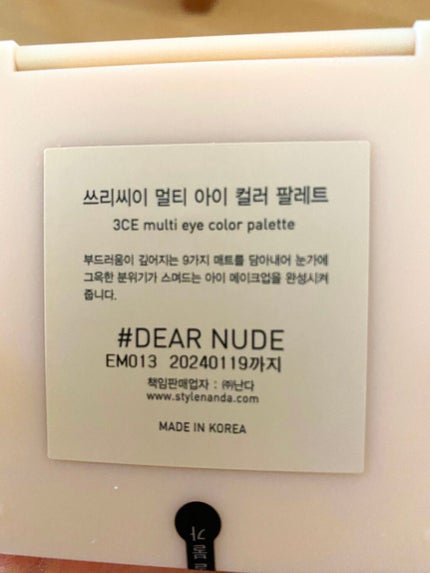 쓰리씨이 멀티 아이 컬러 팔레트
3CE multi eye color palette
부드러움이 깊어지는 9가지 매트를 담아내어 눈가에
그윽한 분위기가 스며드는 아이 메이크업을 완성시켜
줍니다.
#DEAR NUDE
EM013 20240119까지
책임판매업자 : ㈜난다
www.stylenanda.com
MADE IN KOREA